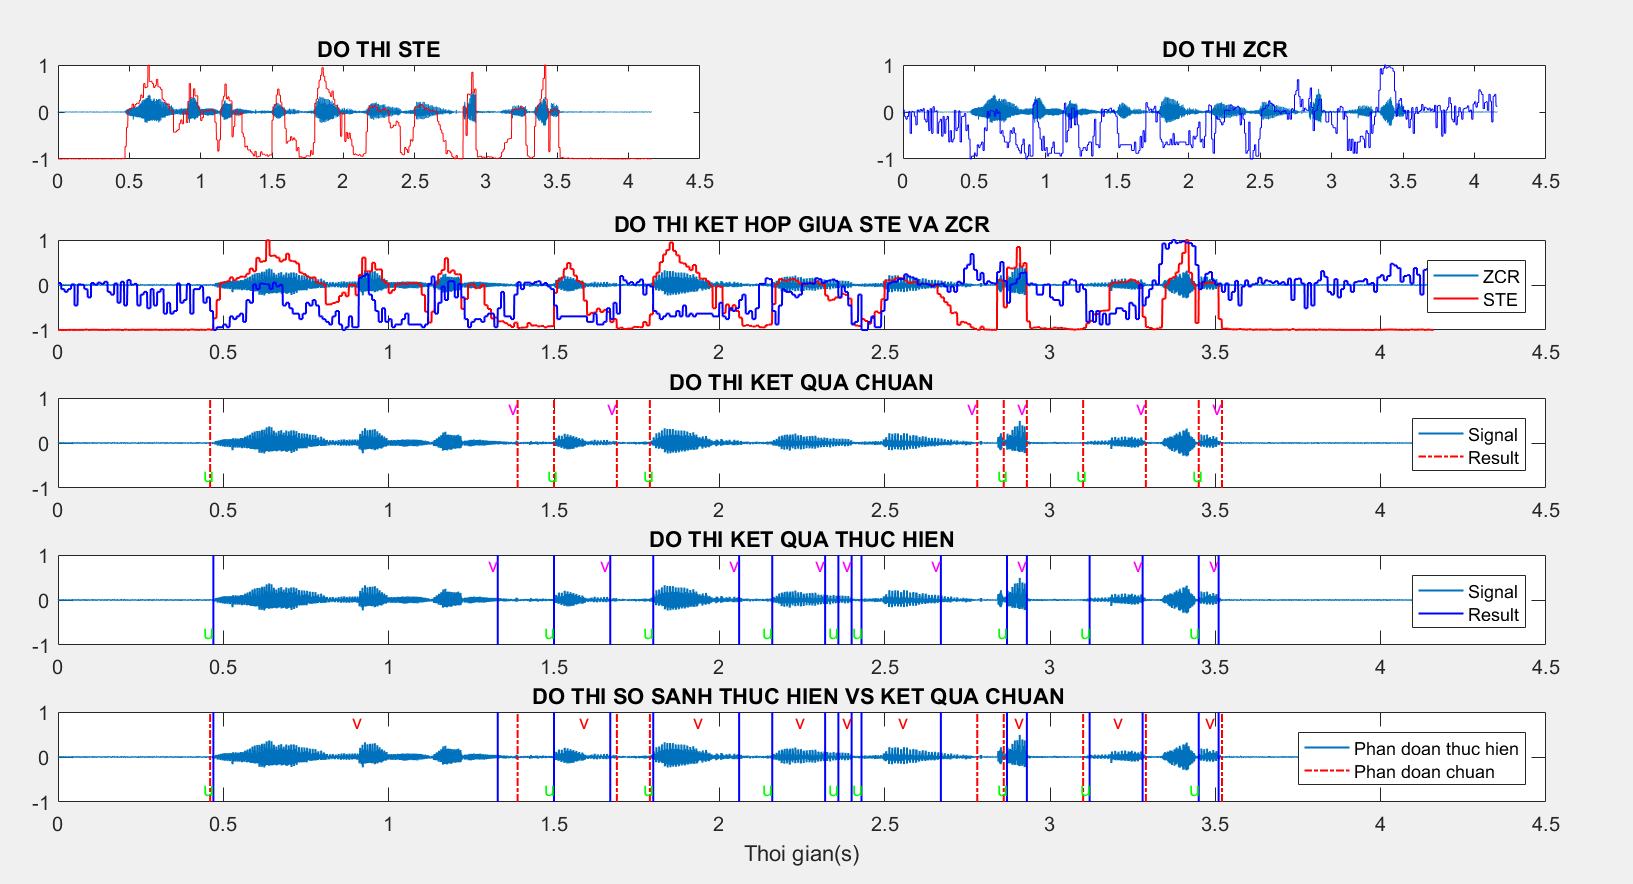 DO THI STE
1
0
-1
0 0.5 1 1.5 2 2.5 3 3.5 4 4.5
DO THI ZCR
1
0
-1
0 0.5 1 1.5 2 2.5 3 3.5 4 4.5
DO THI KET HOP GIUA STE VA ZCR
1
0
-1
ZCR
STE
0 0.5 1 1.5 2 2.5 3 3.5 4 4.5
DO THI KET QUA CHUAN
1
v v v v v v
0
Signal
Result
u u u u u u
-1
0 0.5 1 1.5 2 2.5 3 3.5 4 4.5
DO THI KET QUA THUC HIEN
1
v v v v v v v v v
0
Signal
Result
u u u u u u u u u
-1
0 0.5 1 1.5 2 2.5 3 3.5 4 4.5
DO THI SO SANH THUC HIEN VS KET QUA CHUAN
1
v v v v v v v v v
0
Phan doan thuc hien
Phan doan chuan
u u u u u u u u u
-1
0 0.5 1 1.5 2 2.5 3 3.5 4 4.5
Thoi gian(s)